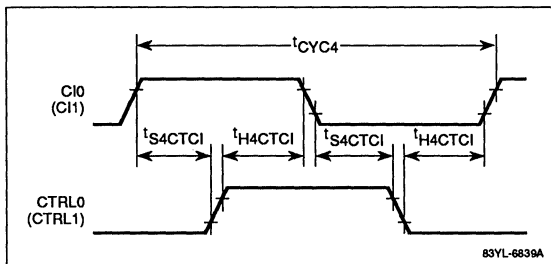 tCYC4
CI0
(CI1)
tS4CTCI tH4CTCI tS4CTCI tH4CTCI
CTRL0
(CTRL1)
83YL-6839A